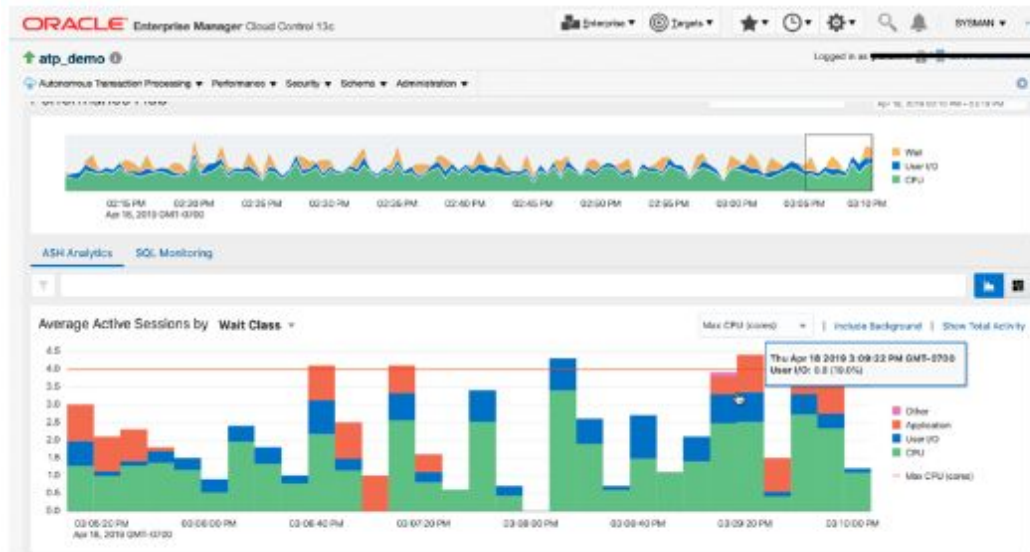 ORACLE Enterprise Manager Cloud Control 13c Enterprise Targets SYSMAN
atp_demo Logged in as
Autonomous Transaction Processing Performance Security Schema Administration
Wait
User I/O
CPU
02:15 PM 02:20 PM 02:25 PM 02:30 PM 02:35 PM 02:40 PM 02:45 PM 02:50 PM 02:55 PM 03:00 PM 03:05 PM 03:10 PM
Apr 18, 2019 GMT-0700
ASH Analytics SQL Monitoring
Average Active Sessions by Wait Class Max CPU (cores) | Include Background | Show Total Activity
Thu Apr 18 2019 3:09:22 PM GMT-0700
User I/O: 0.8 (19.0%)
4.5
4.0
3.5
3.0
2.5
2.0
1.5
1.0
0.5
0.0
Other
Application
User I/O
CPU
Max CPU (cores)
03:05:20 PM 03:06:00 PM 03:06:40 PM 03:07:20 PM 03:08:00 PM 03:08:40 PM 03:09:20 PM 03:10:00 PM
Apr 18, 2019 GMT-0700